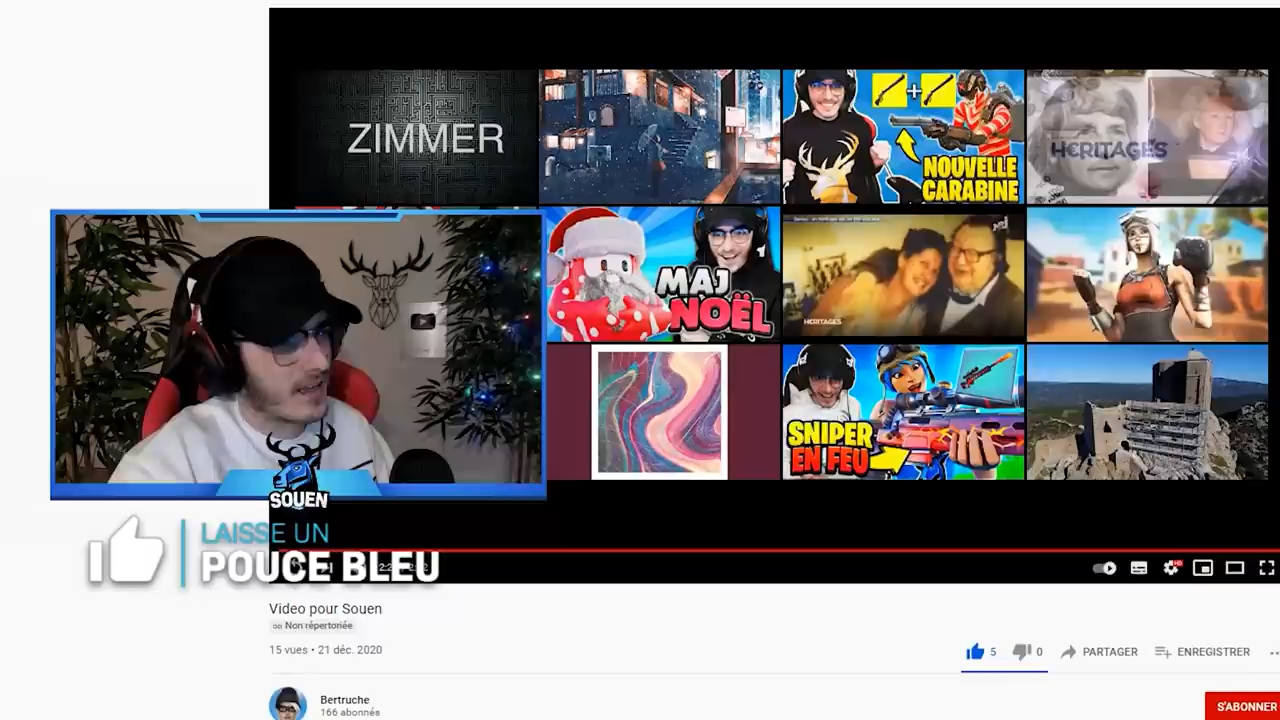 ZIMMER
NOUVELLE
CARABINE
HERITAGES
MAJ
NOËL
HERITAGES
SNIPER
EN FEU
SOUEN
LAISSE UN
POUCE BLEU
Video pour Souen
Non répertoriée
15 vues • 21 déc. 2020
5
0
PARTAGER
ENREGISTRER
Bertruche
166 abonnés
S'ABONNER